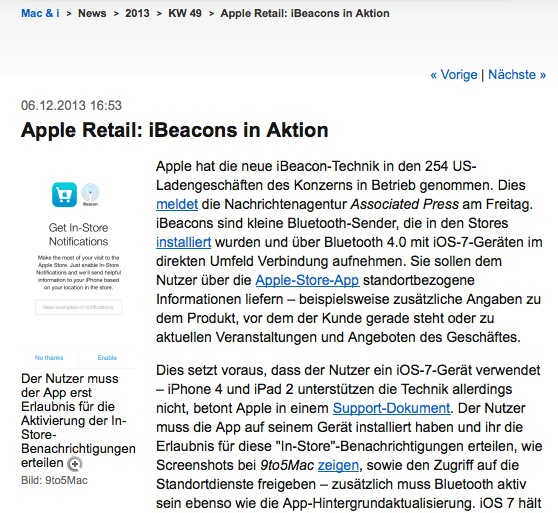 Mac & i > News > 2013 > KW 49 > Apple Retail: iBeacons in Aktion
« Vorige | Nächste »
06.12.2013 16:53
Apple Retail: iBeacons in Aktion
iBeacon
Get In-Store
Notifications
Make the most of your visit to the
Apple Store. Just enable In-Store
Notifications and we'll send helpful
information to your iPhone based
on your location in the store.
View examples of notifications.
No thanks Enable
Der Nutzer muss
der App erst
Erlaubnis für die
Aktivierung der In-
Store-
Benachrichtigungen
erteilen
Bild: 9to5Mac
Apple hat die neue iBeacon-Technik in den 254 US-
Ladengeschäften des Konzerns in Betrieb genommen. Dies
meldet die Nachrichtenagentur Associated Press am Freitag.
iBeacons sind kleine Bluetooth-Sender, die in den Stores
installiert wurden und über Bluetooth 4.0 mit iOS-7-Geräten im
direkten Umfeld Verbindung aufnehmen. Sie sollen dem
Nutzer über die Apple-Store-App standortbezogene
Informationen liefern – beispielsweise zusätzliche Angaben zu
dem Produkt, vor dem der Kunde gerade steht oder zu
aktuellen Veranstaltungen und Angeboten des Geschäftes.
Dies setzt voraus, dass der Nutzer ein iOS-7-Gerät verwendet
– iPhone 4 und iPad 2 unterstützen die Technik allerdings
nicht, betont Apple in einem Support-Dokument. Der Nutzer
muss die App auf seinem Gerät installiert haben und ihr die
Erlaubnis für diese "In-Store"-Benachrichtigungen erteilen, wie
Screenshots bei 9to5Mac zeigen, sowie den Zugriff auf die
Standortdienste freigeben – zusätzlich muss Bluetooth aktiv
sein ebenso wie die App-Hintergrundaktualisierung. iOS 7 hält